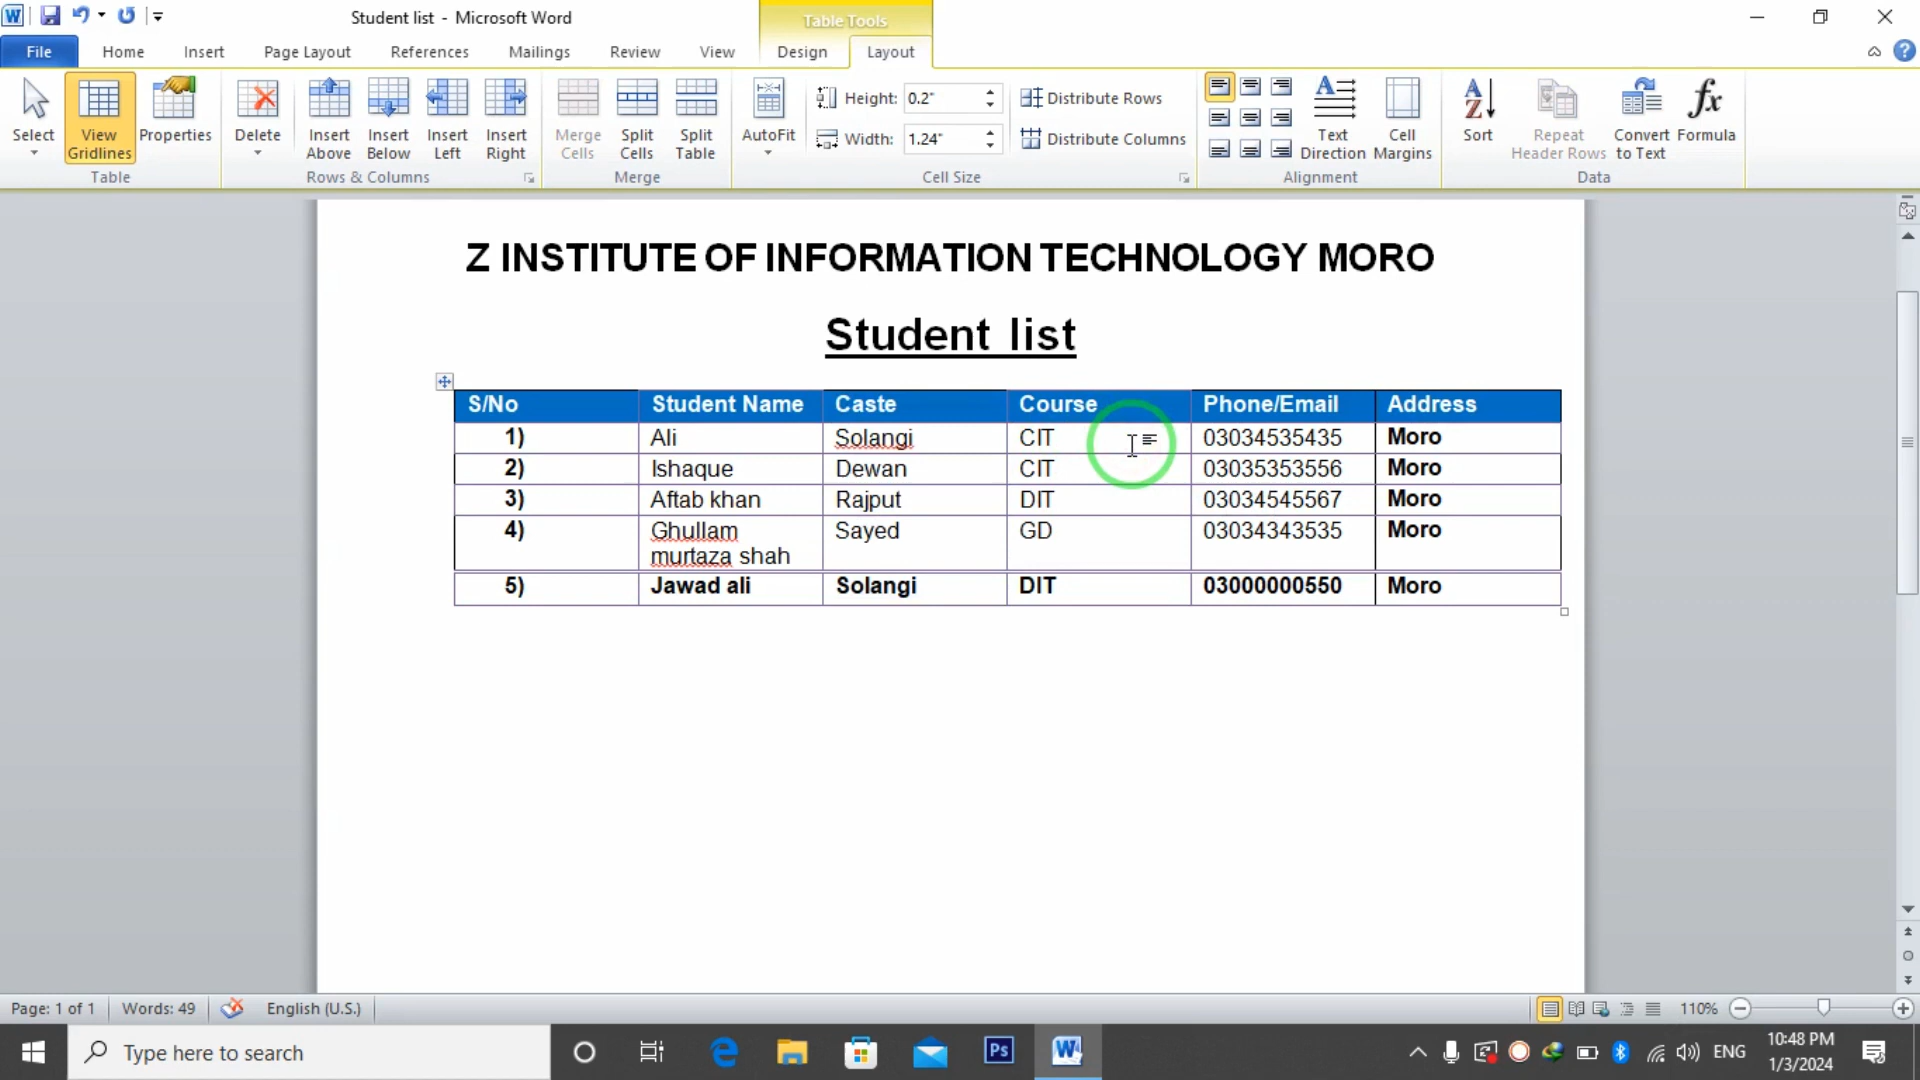 Student list - Microsoft Word
Table Tools
File Home Insert Page Layout References Mailings Review View Design Layout
Select
View Gridlines
Properties
Table
Delete
Insert Above
Insert Below
Insert Left
Insert Right
Rows & Columns
Merge Cells
Split Cells
Split Table
Merge
AutoFit
Height: 0.2"
Width: 1.24"
Distribute Rows
Distribute Columns
Cell Size
Text Direction
Cell Margins
Alignment
Sort
Repeat Header Rows
Convert to Text
Formula
Data
Z INSTITUTE OF INFORMATION TECHNOLOGY MORO
Student list
S/No Student Name Caste Course Phone/Email Address
1) Ali Solangi CIT 03034535435 Moro
2) Ishaque Dewan CIT 03035353556 Moro
3) Aftab khan Rajput DIT 03034545567 Moro
4) Ghullam murtaza shah Sayed GD 03034343535 Moro
5) Jawad ali Solangi DIT 03000000550 Moro
Page: 1 of 1 Words: 49 English (U.S.) 110%
Type here to search
Ps
ENG
10:48 PM
1/3/2024